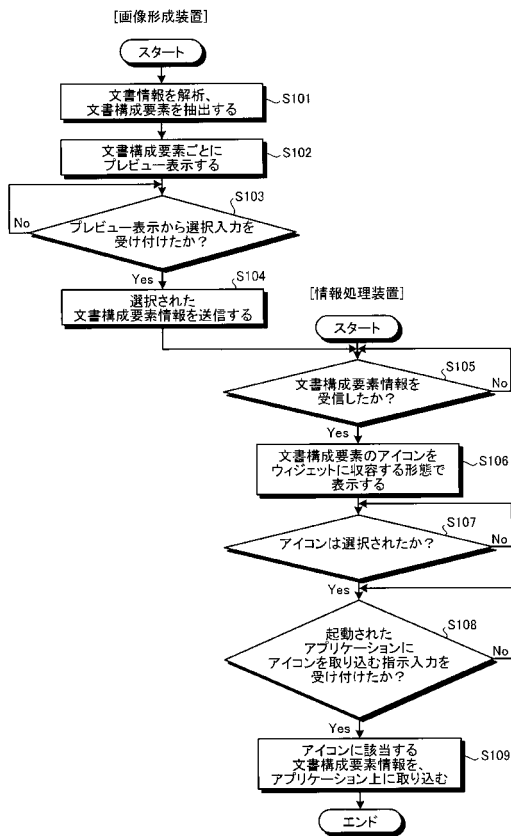 [画像形成装置]
スタート
文書情報を解析、
文書構成要素を抽出する
S101
文書構成要素ごとに
プレビュー表示する
S102
S103
プレビュー表示から選択入力を
受け付けたか?
No
Yes
S104
選択された
文書構成要素情報を送信する
[情報処理装置]
スタート
S105
文書構成要素情報を
受信したか?
No
Yes
文書構成要素のアイコンを
ウィジェットに収容する形態で
表示する
S106
S107
アイコンは選択されたか?
No
Yes
S108
起動された
アプリケーションに
アイコンを取り込む指示入力を
受け付けたか?
No
Yes
アイコンに該当する
文書構成要素情報を、
アプリケーション上に取り込む
S109
エンド